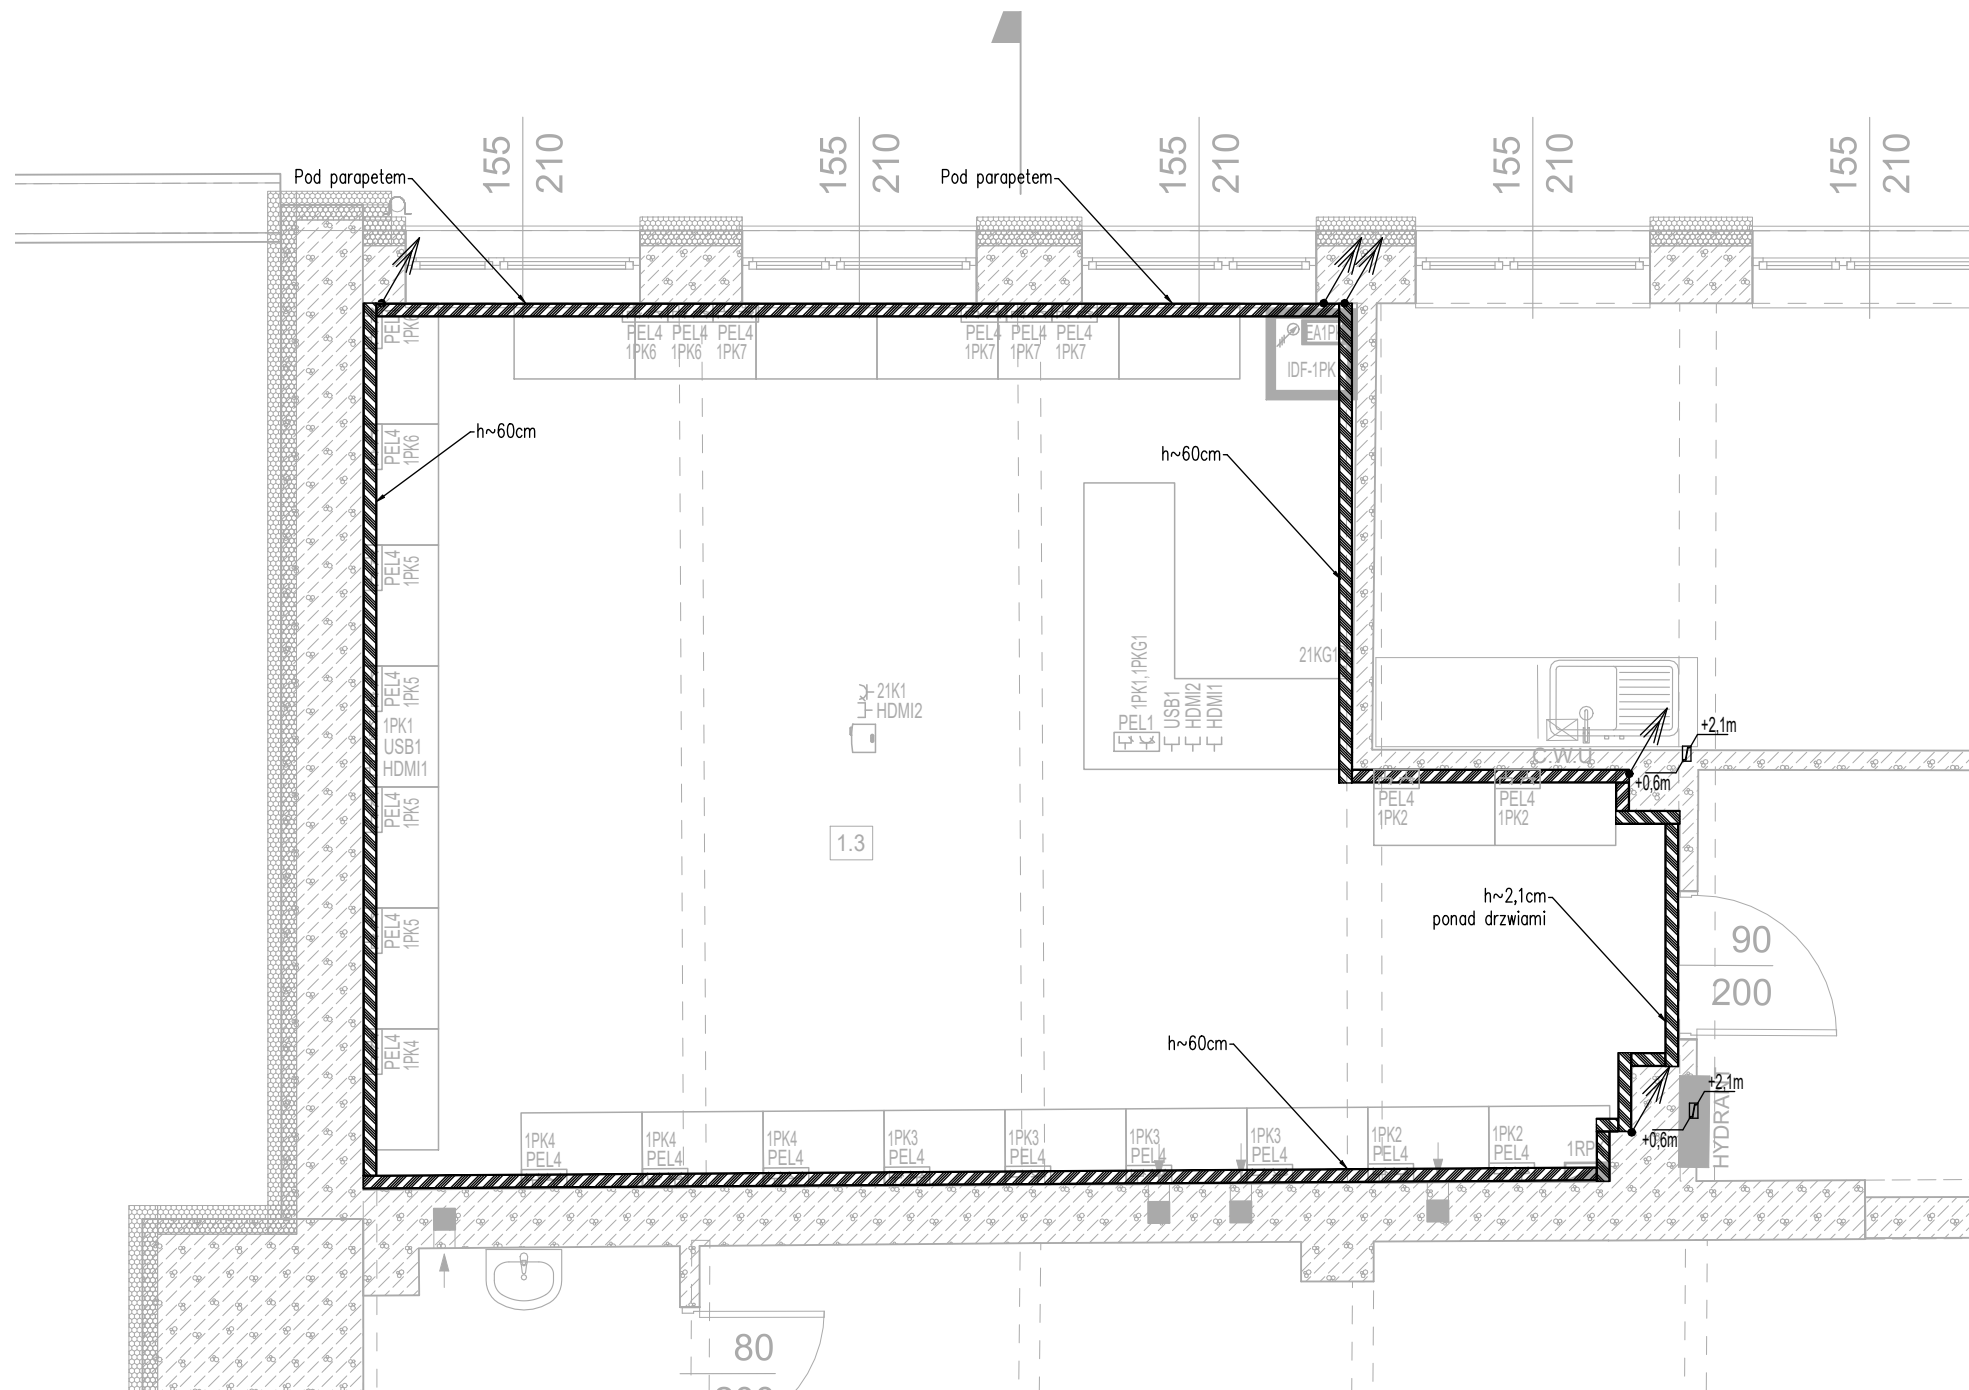 155
210
155
210
155
210
155
210
155
210
Pod parapetem
Pod parapetem
PEL4
1PK6
PEL4
1PK6
PEL4
1PK6
PEL4
1PK7
PEL4
1PK7
PEL4
1PK7
PEL4
1PK7
IDF-1PK
h~60cm
PEL4
1PK6
h~60cm
PEL4
1PK5
21KG1
1PK1,1PKG1
PEL1
USB1
HDMI2
HDMI1
21K1
HDMI2
PEL4
1PK5
1PK1
USB1
HDMI1
+2,1m
C.W.U
+0,6m
PEL4
1PK5
PEL4
1PK2
PEL4
1PK2
1.3
h~2,1cm
ponad drzwiami
PEL4
1PK5
90
200
PEL4
1PK4
h~60cm
+2,1m
+0,6m
1PK4
PEL4
1PK4
PEL4
1PK4
PEL4
1PK3
PEL4
1PK3
PEL4
1PK3
PEL4
1PK3
PEL4
1PK2
PEL4
1PK2
PEL4
1RP
80